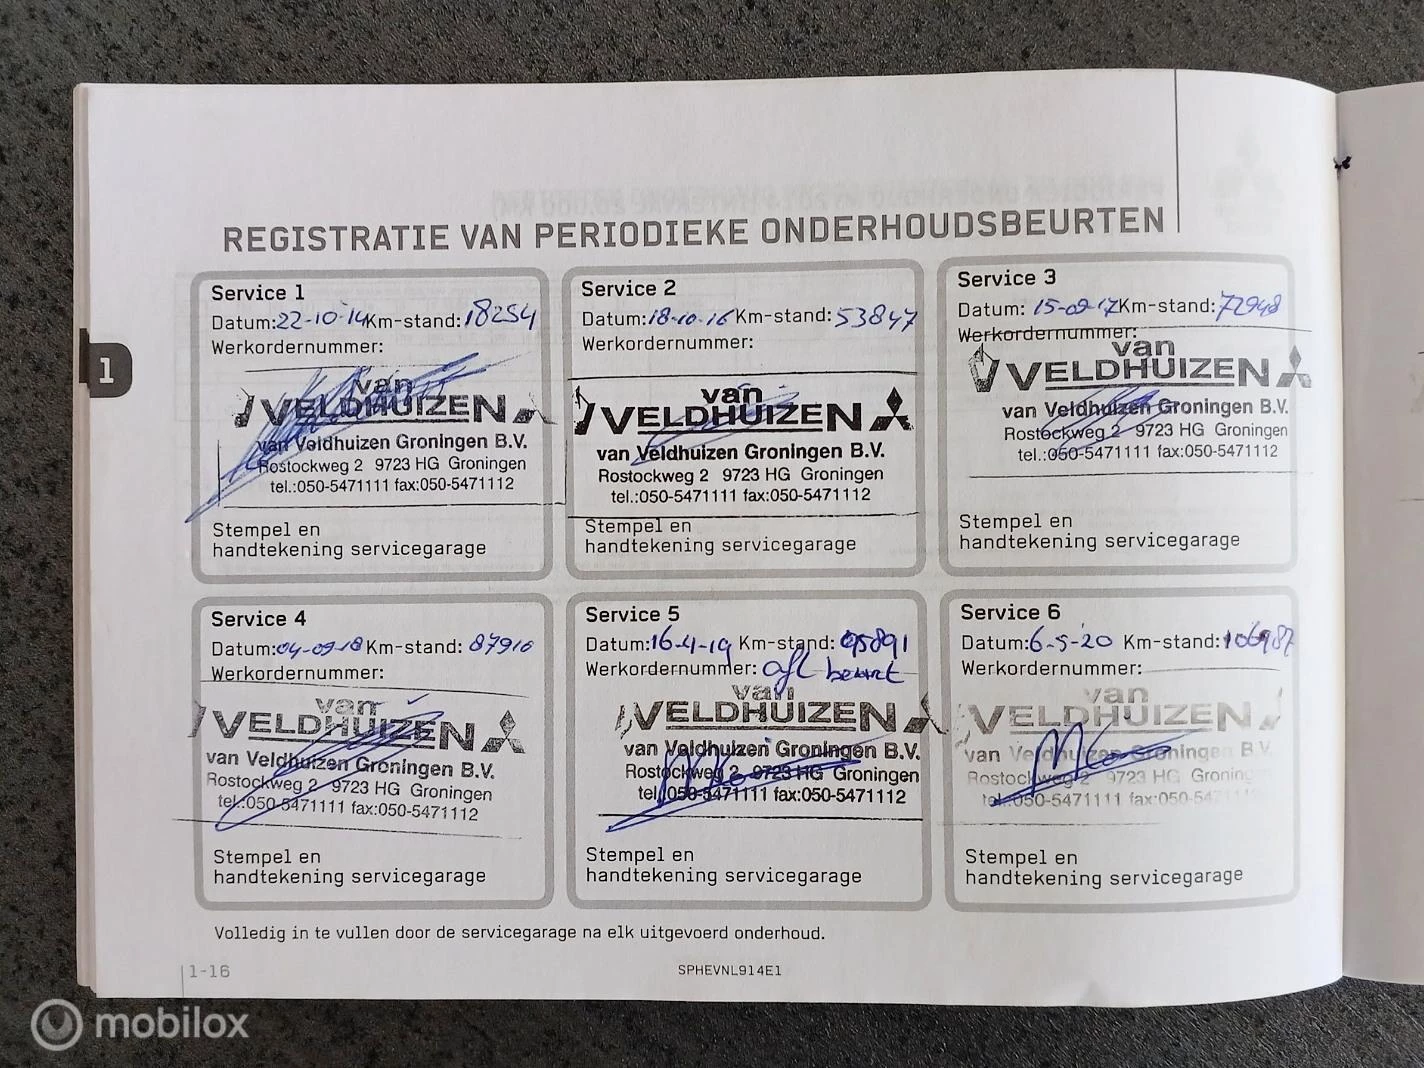 REGISTRATIE VAN PERIODIEKE ONDERHOUDSBEURTEN
1
Service 1
Datum: 22-10-14 Km-stand: 18254
Werkordernummer:
van
VELDHUIZEN
van Veldhuizen Groningen B.V.
Rostockweg 2 9723 HG Groningen
tel.:050-5471111 fax:050-5471112
Stempel en
handtekening servicegarage
Service 2
Datum: 18-10-16 Km-stand: 53847
Werkordernummer:
van
VELDHUIZEN
van Veldhuizen Groningen B.V.
Rostockweg 2 9723 HG Groningen
tel.:050-5471111 fax:050-5471112
Stempel en
handtekening servicegarage
Service 3
Datum: 15-09-17 Km-stand: 72948
Werkordernummer:
van
VELDHUIZEN
van Veldhuizen Groningen B.V.
Rostockweg 2 9723 HG Groningen
tel.:050-5471111 fax:050-5471112
Stempel en
handtekening servicegarage
Service 4
Datum: 04-09-18 Km-stand: 87910
Werkordernummer:
van
VELDHUIZEN
van Veldhuizen Groningen B.V.
Rostockweg 2 9723 HG Groningen
tel.:050-5471111 fax:050-5471112
Stempel en
handtekening servicegarage
Service 5
Datum: 16-4-19 Km-stand: 95891
Werkordernummer: afl beurt
van
VELDHUIZEN
van Veldhuizen Groningen B.V.
Rostockweg 2 9723 HG Groningen
tel.:050-5471111 fax:050-5471112
Stempel en
handtekening servicegarage
Service 6
Datum: 6-5-20 Km-stand: 106987
Werkordernummer:
van
VELDHUIZEN
van Veldhuizen Groningen B.V.
Rostockweg 2 9723 HG Groningen
tel.:050-5471111 fax:050-5471112
Stempel en
handtekening servicegarage
Volledig in te vullen door de servicegarage na elk uitgevoerd onderhoud.
1-16
SPHEVNL914E1
mobilox